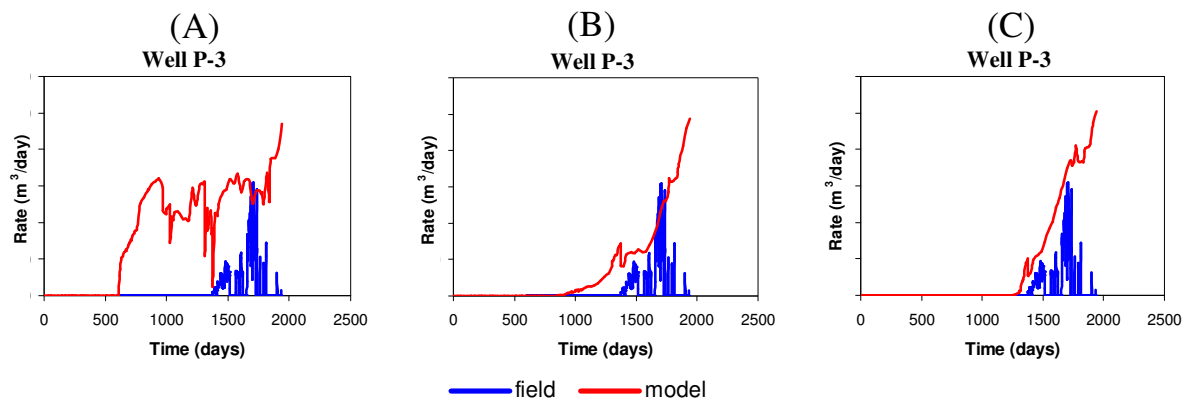 (A) (B) (C)
Well P-3 Well P-3 Well P-3
Rate (m³/day) Rate (m³/day) Rate (m³/day)
0 500 1000 1500 2000 2500 0 500 1000 1500 2000 2500 0 500 1000 1500 2000 2500
Time (days) Time (days) Time (days)
field model